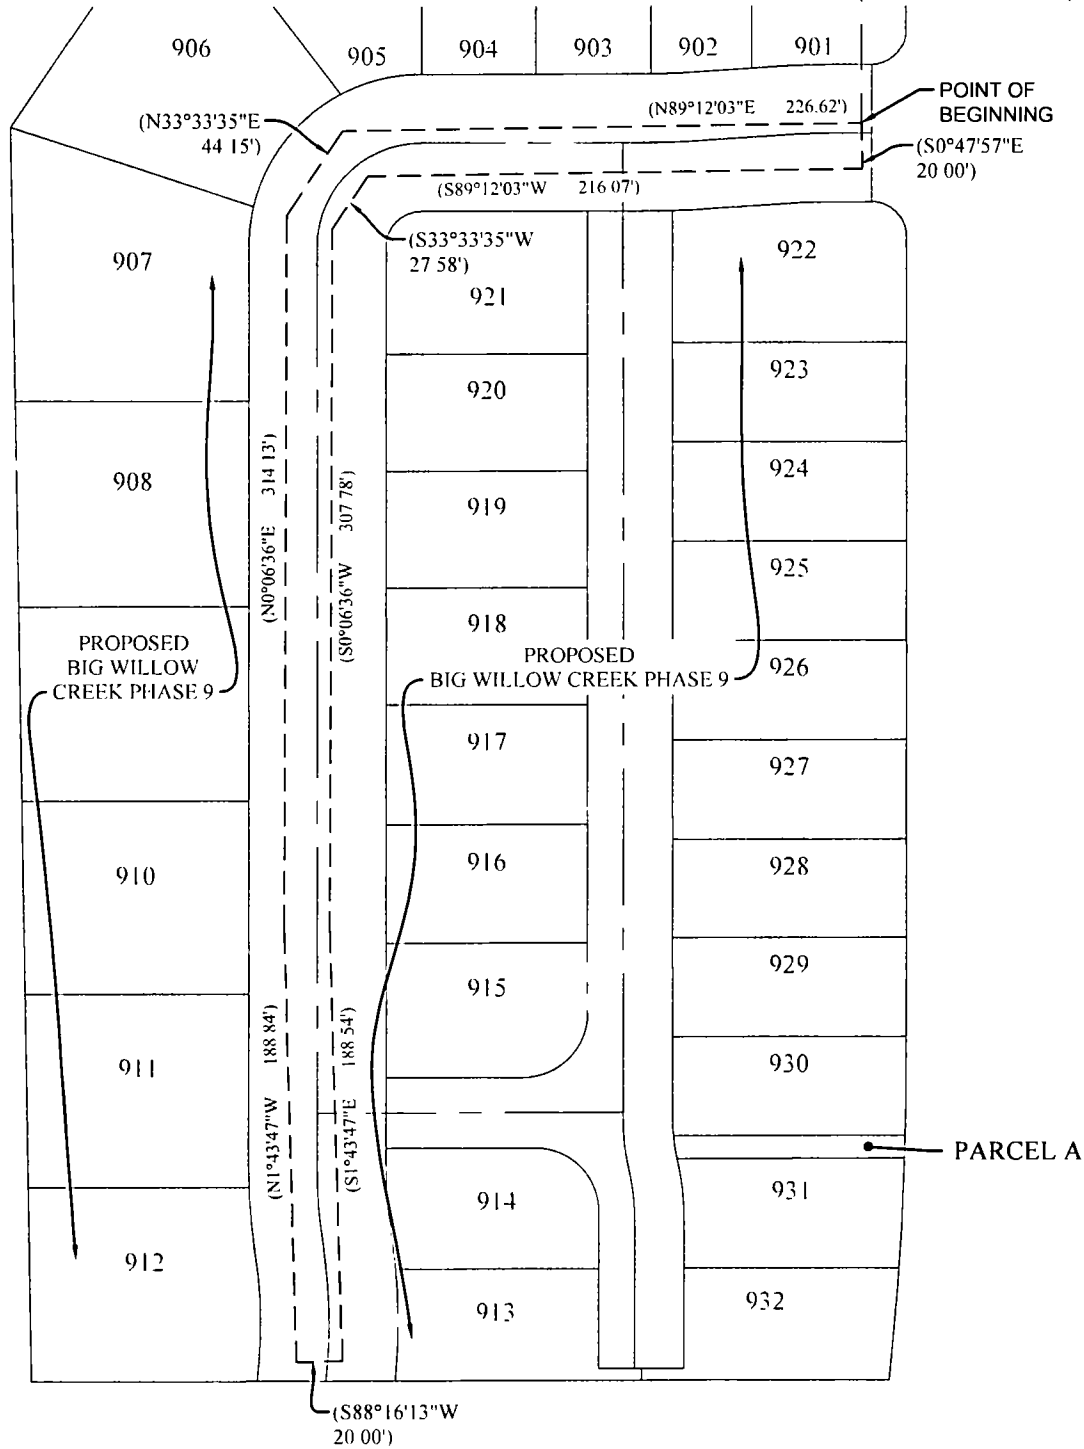 906
905
904
903
902
901
POINT OF
BEGINNING
(N33°33'35"E
44 15')
(N89°12'03"E 226.62')
(S0°47'57"E
20 00')
(S89°12'03"W 216 07')
(S33°33'35"W
27 58')
907
921
922
920
923
908
(N0°06'36"E 314 13')
(S0°06'36"W 307 78')
919
924
925
918
PROPOSED
BIG WILLOW
CREEK PHASE 9
PROPOSED
BIG WILLOW CREEK PHASE 9
926
917
927
910
916
928
915
929
911
(N1°43'47"W 188 84')
(S1°43'47"E 188 54')
930
PARCEL A
914
931
912
913
932
(S88°16'13"W
20 00')